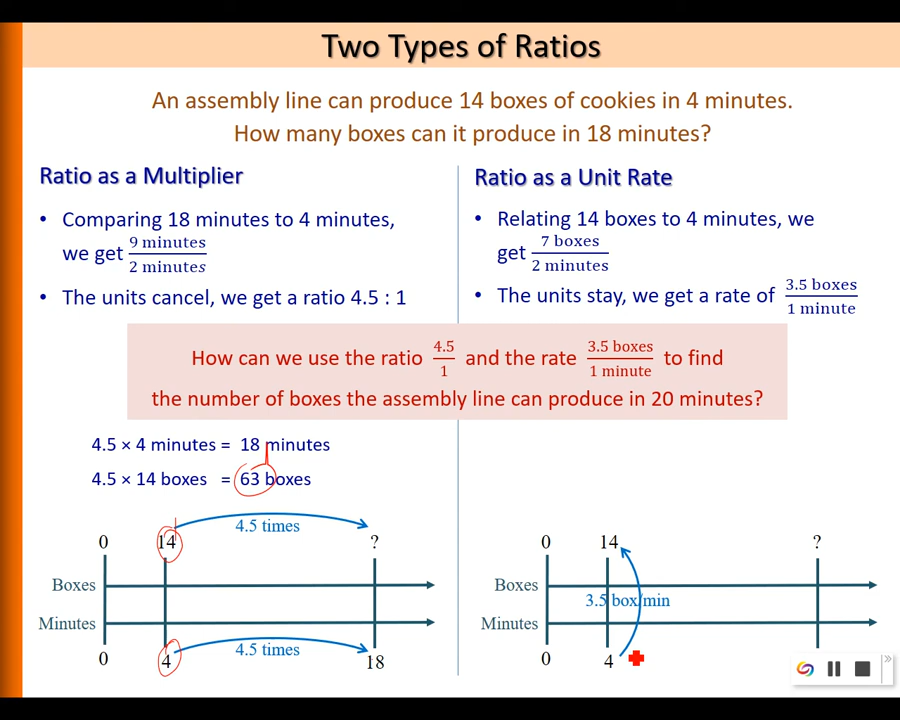 Two Types of Ratios
An assembly line can produce 14 boxes of cookies in 4 minutes.
How many boxes can it produce in 18 minutes?
Ratio as a Multiplier
• Comparing 18 minutes to 4 minutes,
we get 9 minutes/2 minutes
• The units cancel, we get a ratio 4.5 : 1
Ratio as a Unit Rate
• Relating 14 boxes to 4 minutes, we
get 7 boxes/2 minutes
• The units stay, we get a rate of 3.5 boxes/1 minute
How can we use the ratio 4.5/1 and the rate 3.5 boxes/1 minute to find
the number of boxes the assembly line can produce in 20 minutes?
4.5 × 4 minutes = 18 minutes
4.5 × 14 boxes = 63 boxes
4.5 times
0 14 ?
Boxes
Minutes
4.5 times
0 4 18
0 14 ?
Boxes
3.5 box/min
Minutes
0 4